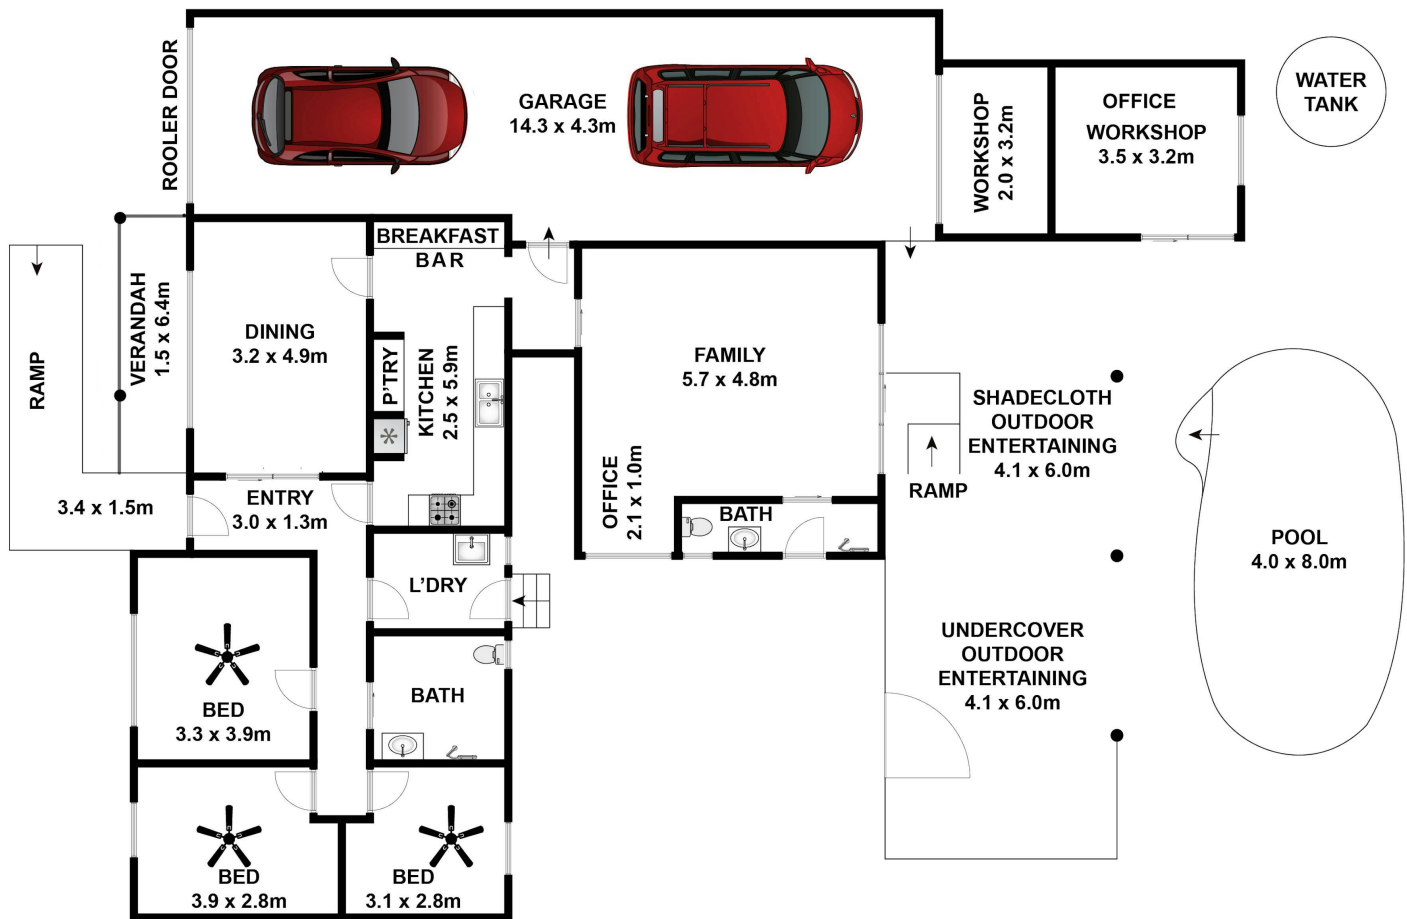 ROOLER DOOR
GARAGE
14.3 x 4.3m
WORKSHOP
2.0 x 3.2m
OFFICE
WORKSHOP
3.5 x 3.2m
WATER
TANK
RAMP
VERANDAH
1.5 x 6.4m
DINING
3.2 x 4.9m
BREAKFAST
BAR
P'TRY
KITCHEN
2.5 x 5.9m
FAMILY
5.7 x 4.8m
OFFICE
2.1 x 1.0m
BATH
RAMP
SHADECLOTH
OUTDOOR
ENTERTAINING
4.1 x 6.0m
3.4 x 1.5m
ENTRY
3.0 x 1.3m
L'DRY
POOL
4.0 x 8.0m
UNDERCOVER
OUTDOOR
ENTERTAINING
4.1 x 6.0m
BED
3.3 x 3.9m
BATH
BED
3.9 x 2.8m
BED
3.1 x 2.8m